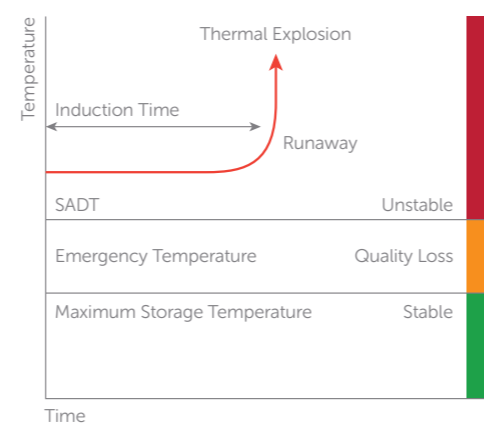 Temperature
Thermal Explosion
Induction Time
Runaway
SADT
Unstable
Emergency Temperature
Quality Loss
Maximum Storage Temperature
Stable
Time